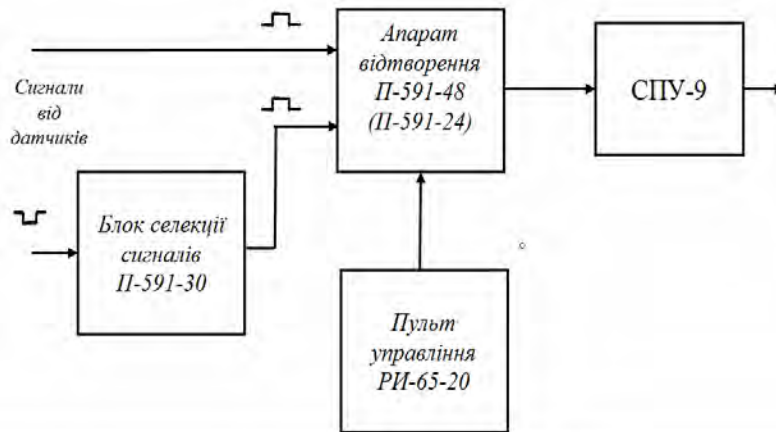 Апарат
відтворення
П-591-48
(П-591-24)
СПУ-9
Сигнали
від
датчиків
Блок селекції
сигналів
П-591-30
Пульт
управління
РИ-65-20